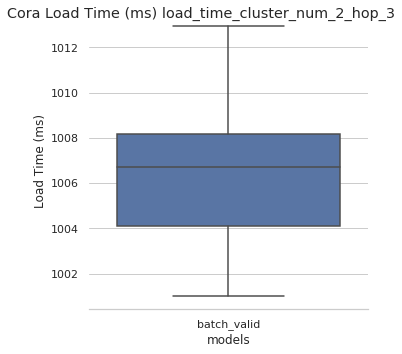 Cora Load Time (ms) load_time_cluster_num_2_hop_3
1012
1010
1008
1006
1004
1002
Load Time (ms)
batch_valid
models